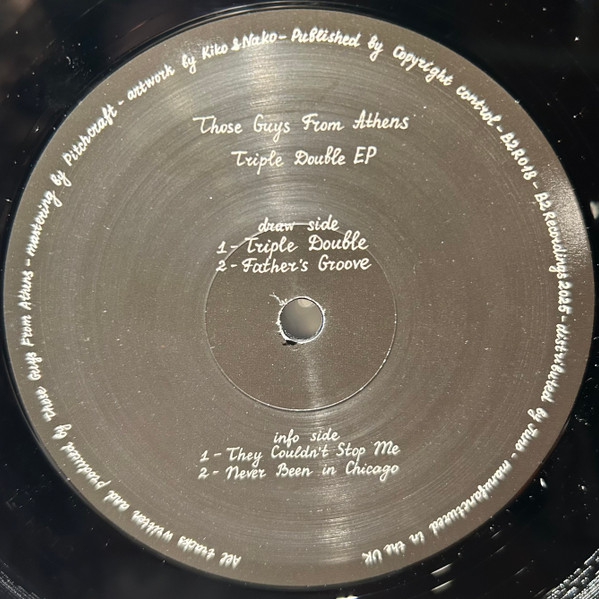 Those Guys From Athens
Triple Double EP
draw side
1 - Triple Double
2 - Father's Groove
info side
1 - They Couldn't Stop Me
2 - Never Been in Chicago
All tracks written and produced by Those Guys From Athens - mastering by Pitchcraft - artwork by Kiko & Nako - Published by Copyright control - B2R018 - B2 Recordings 2025 - distributed by Juno - manufactured in the UK